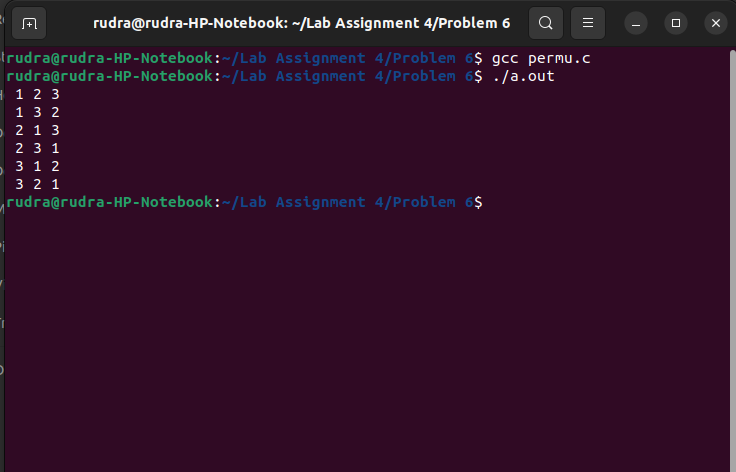 rudra@rudra-HP-Notebook: ~/Lab Assignment 4/Problem 6
rudra@rudra-HP-Notebook:~/Lab Assignment 4/Problem 6$ gcc permu.c
rudra@rudra-HP-Notebook:~/Lab Assignment 4/Problem 6$ ./a.out
1 2 3
1 3 2
2 1 3
2 3 1
3 1 2
3 2 1
rudra@rudra-HP-Notebook:~/Lab Assignment 4/Problem 6$